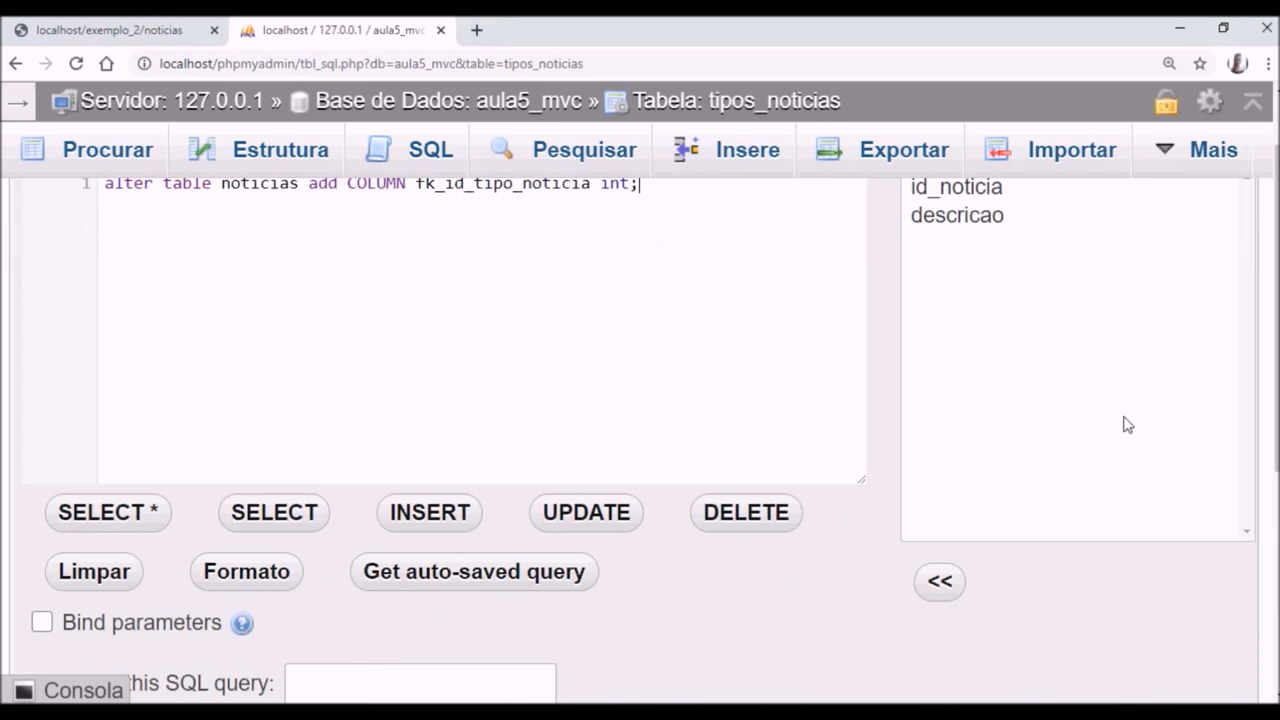 localhost/exemplo_2/noticias
localhost / 127.0.0.1 / aula5_mvc
localhost/phpmyadmin/tbl_sql.php?db=aula5_mvc&table=tipos_noticias
Servidor: 127.0.0.1 » Base de Dados: aula5_mvc » Tabela: tipos_noticias
Procurar Estrutura SQL Pesquisar Insere Exportar Importar Mais
1 alter table noticias add COLUMN fk_id_tipo_noticia int;
id_noticia
descricao
SELECT * SELECT INSERT UPDATE DELETE
Limpar Formato Get auto-saved query
<<
Bind parameters
this SQL query:
Consola